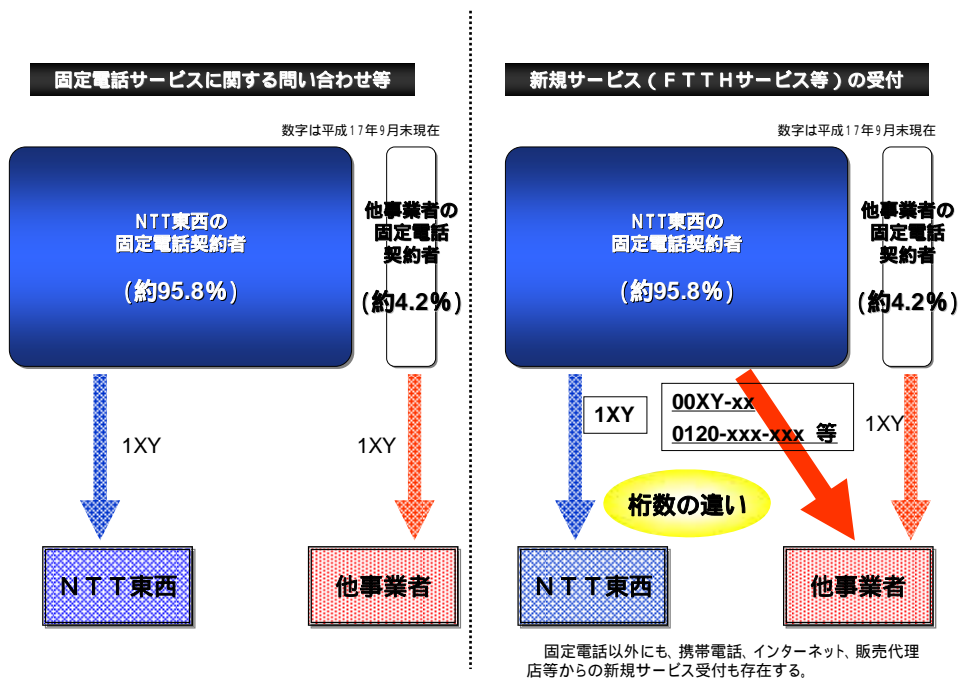 固定電話サービスに関する問い合わせ等
数字は平成17年9月末現在
NTT東西の
固定電話契約者
(約95.8%)
他事業者の
固定電話
契約者
(約4.2%)
1XY
1XY
NTT東西
他事業者
新規サービス(FTTHサービス等)の受付
数字は平成17年9月末現在
NTT東西の
固定電話契約者
(約95.8%)
他事業者の
固定電話
契約者
(約4.2%)
1XY
00XY-xx
0120-xxx-xxx 等
1XY
桁数の違い
NTT東西
他事業者
固定電話以外にも、携帯電話、インターネット、販売代理
店等からの新規サービス受付も存在する。